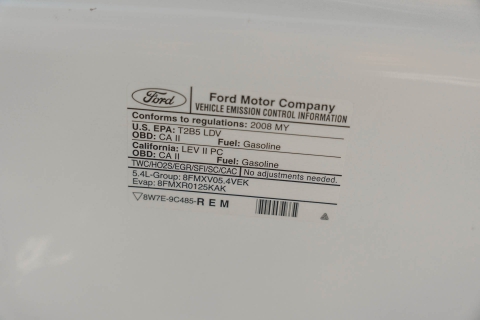 Ford
Ford Motor Company
VEHICLE EMISSION CONTROL INFORMATION
Conforms to regulations: 2008 MY
U.S. EPA: T2B5 LDV
OBD: CA II Fuel: Gasoline
California: LEV II PC
OBD: CA II Fuel: Gasoline
TWC/HO2S/EGR/SFI/SC/CAC No adjustments needed.
5.4L-Group: 8FMXV05.4VEK
Evap: 8FMXR0125KAK
8W7E-9C485-REM